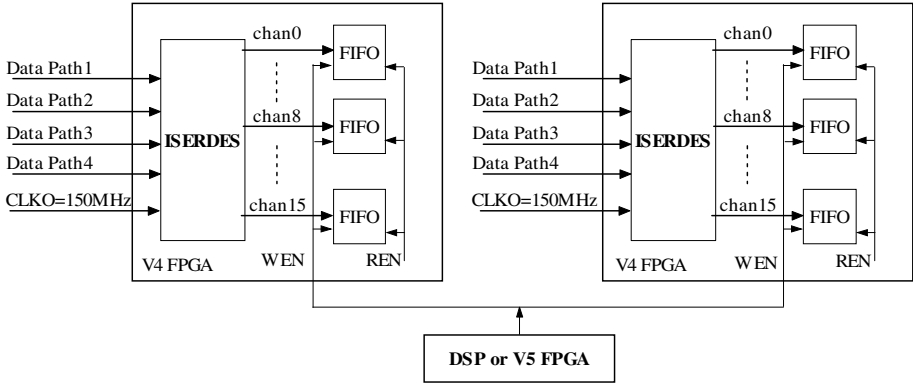 chan0
FIFO
Data Path1
Data Path2
chan8
FIFO
Data Path3
ISERDES
Data Path4
CLKO=150MHz
chan15
FIFO
V4 FPGA
WEN
REN
chan0
FIFO
Data Path1
Data Path2
chan8
FIFO
Data Path3
ISERDES
Data Path4
CLKO=150MHz
chan15
FIFO
V4 FPGA
WEN
REN
DSP or V5 FPGA